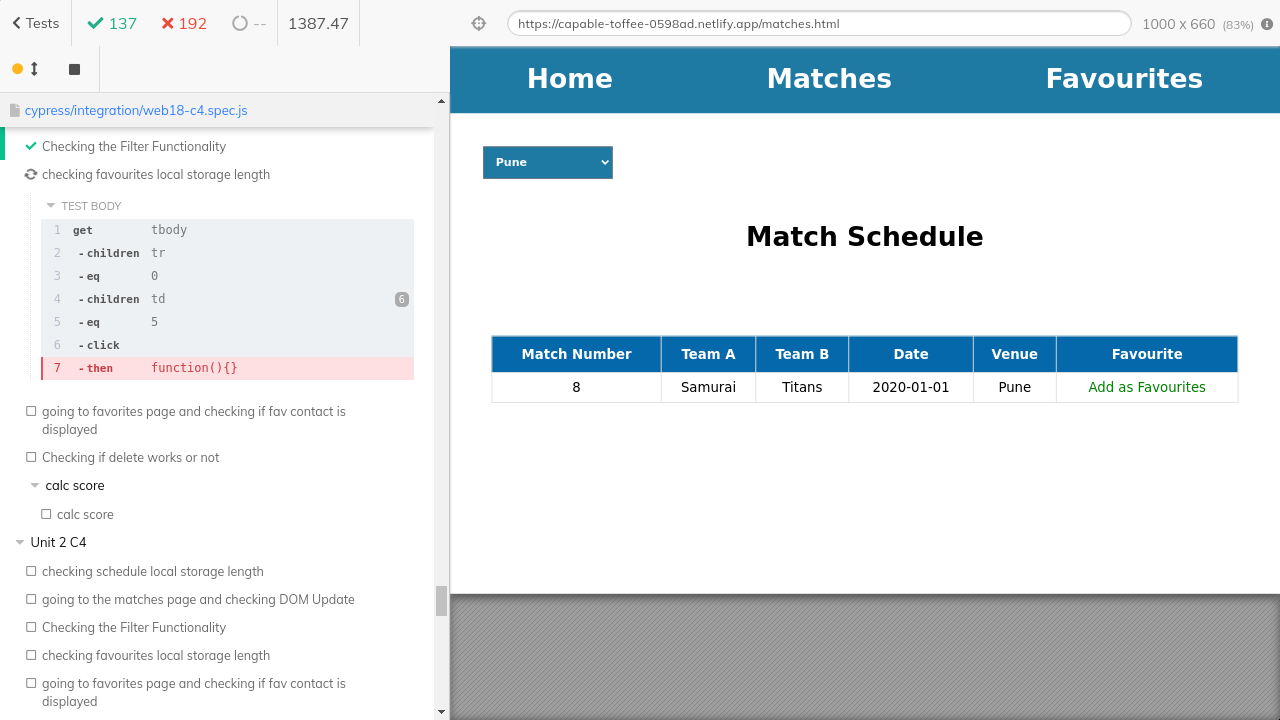 Tests
137
192
--
1387.47
https://capable-toffee-0598ad.netlify.app/matches.html
1000 x 660 (83%)
cypress/integration/web18-c4.spec.js
Checking the Filter Functionality
checking favourites local storage length
TEST BODY
1 get tbody
2 -children tr
3 -eq 0
4 -children td 6
5 -eq 5
6 -click
7 -then function(){}
going to favorites page and checking if fav contact is
displayed
Checking if delete works or not
calc score
calc score
Unit 2 C4
checking schedule local storage length
going to the matches page and checking DOM Update
Checking the Filter Functionality
checking favourites local storage length
going to favorites page and checking if fav contact is
displayed
Home Matches Favourites
Pune
Match Schedule
Match Number Team A Team B Date Venue Favourite
8 Samurai Titans 2020-01-01 Pune Add as Favourites